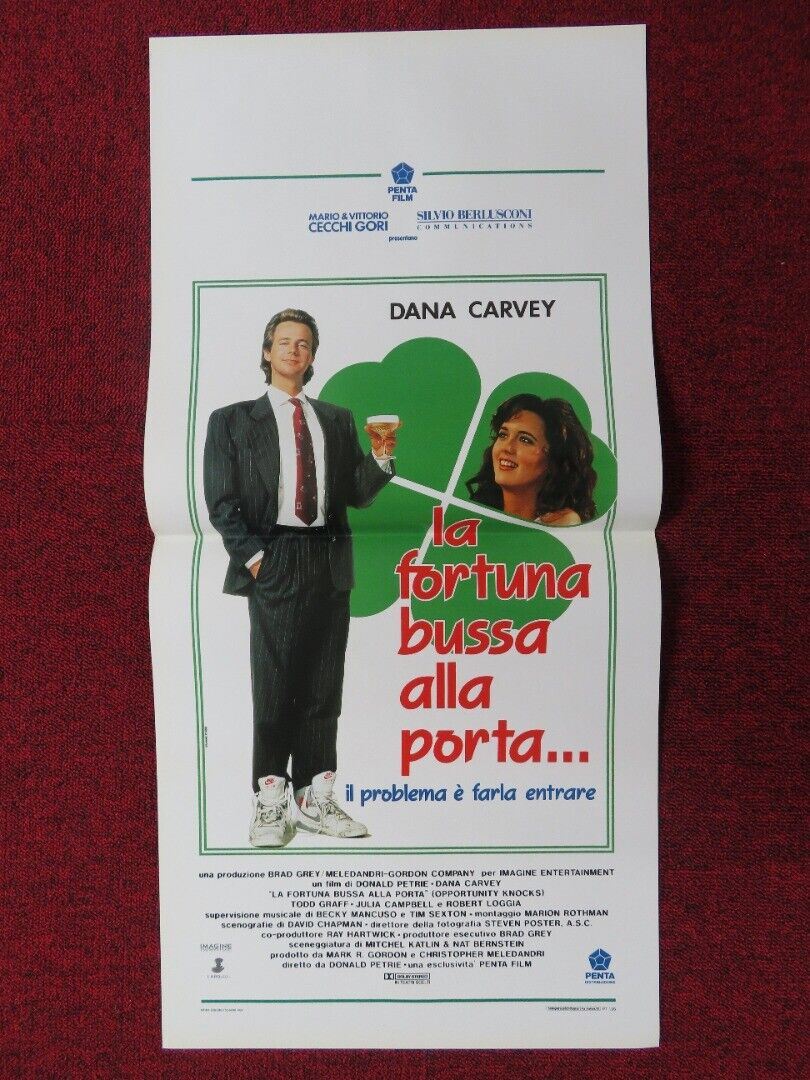 PENTA
FILM
MARIO & VITTORIO
CECCHI GORI
SILVIO BERLUSCONI
COMMUNICATIONS
presentano
DANA CARVEY
la
fortuna
bussa
alla
porta...
il problema è farla entrare
una produzione BRAD GREY/MELEDANDRI-GORDON COMPANY per IMAGINE ENTERTAINMENT
un film di DONALD PETRIE • DANA CARVEY
"LA FORTUNA BUSSA ALLA PORTA" (OPPORTUNITY KNOCKS)
TODD GRAFF • JULIA CAMPBELL e ROBERT LOGGIA
supervisione musicale di BECKY MANCUSO e TIM SEXTON • montaggio MARION ROTHMAN
scenografie di DAVID CHAPMAN • direttore della fotografia STEVEN POSTER, A.S.C.
co-produttore RAY HARTWICK • produttore esecutivo BRAD GREY
sceneggiatura di MITCHEL KATLIN & NAT BERNSTEIN
prodotto da MARK R. GORDON e CHRISTOPHER MELEDANDRI
diretto da DONALD PETRIE • una esclusività PENTA FILM
IMAGINE
DOLBY STEREO
IN TEATRI SCELTI
PENTA
DISTRIBUZIONE